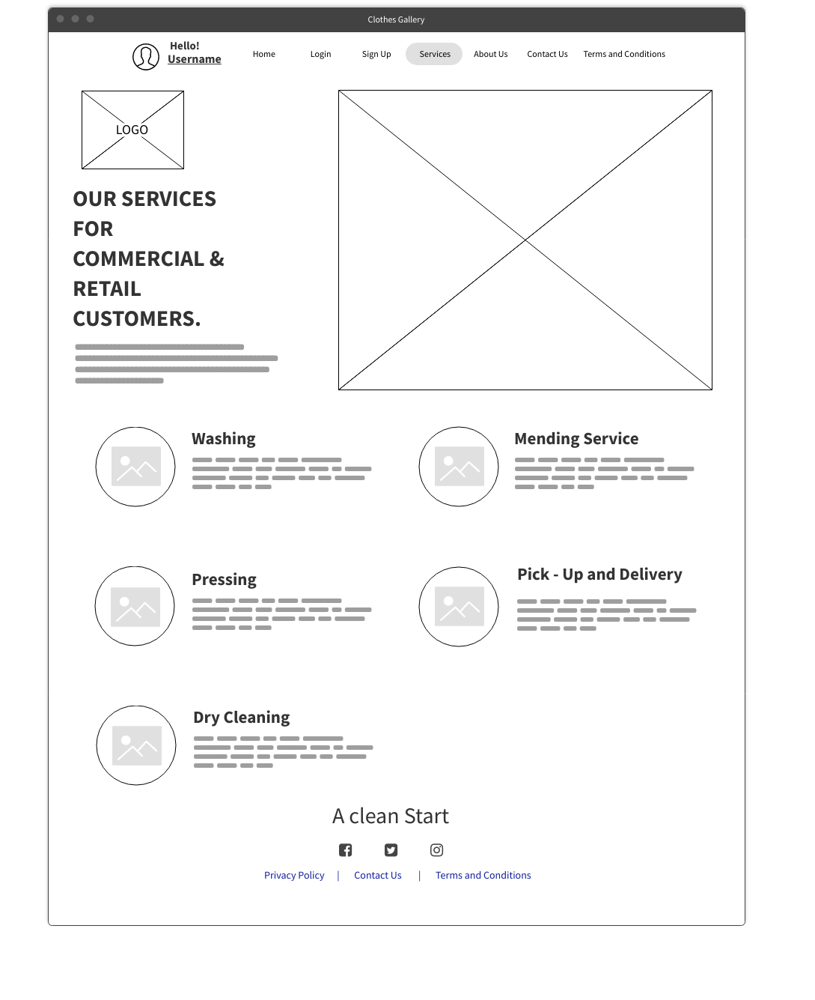 Clothes Gallery
Hello!
Username
Home Login Sign Up Services About Us Contact Us Terms and Conditions
LOGO
OUR SERVICES
FOR
COMMERCIAL &
RETAIL
CUSTOMERS.
Washing
Mending Service
Pressing
Pick - Up and Delivery
Dry Cleaning
A clean Start
Privacy Policy | Contact Us | Terms and Conditions